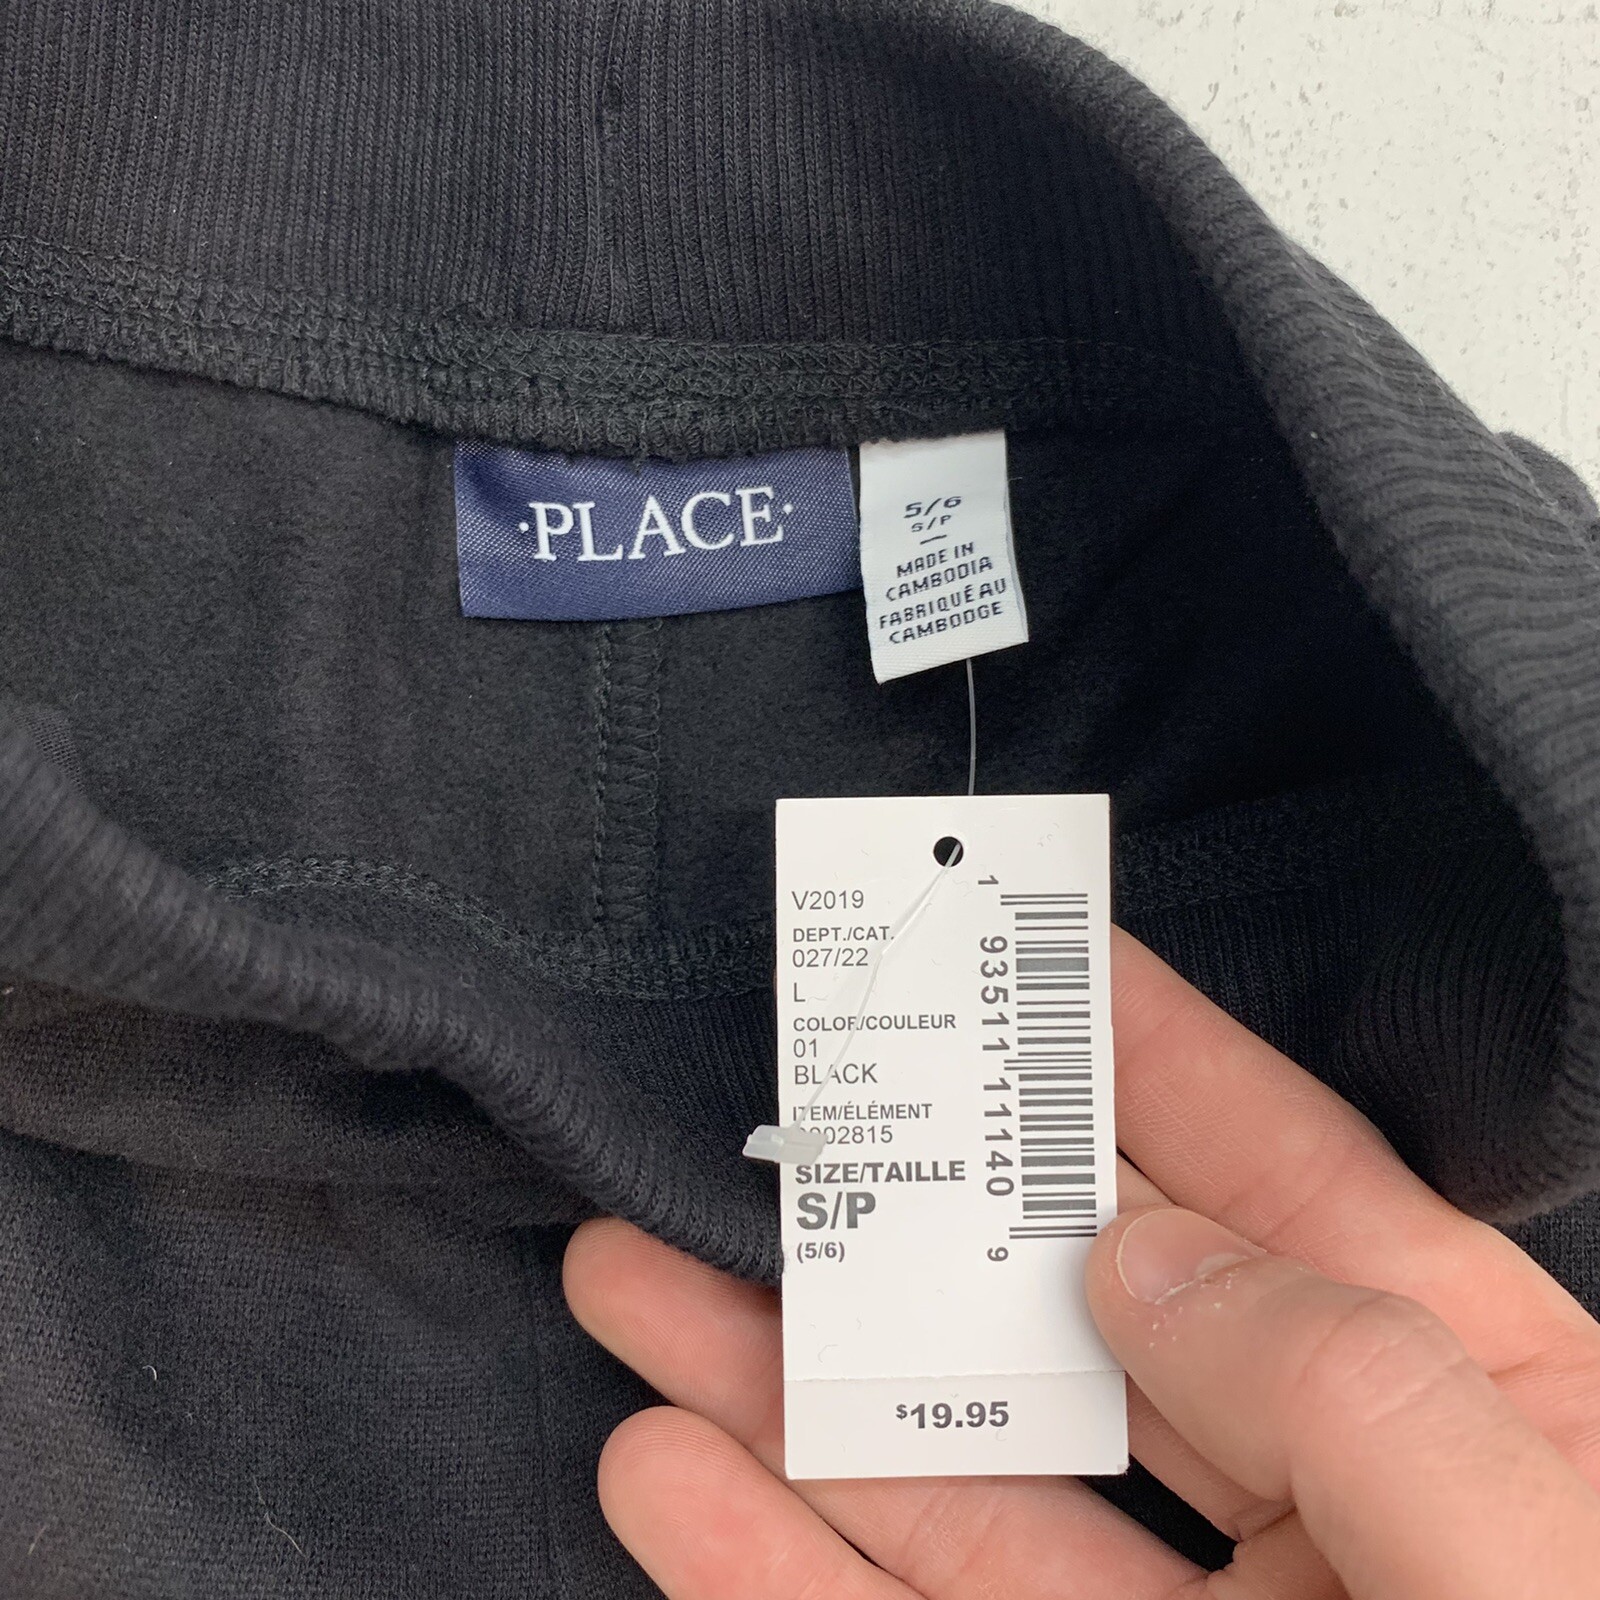 ·PLACE·
5/6
S/P
MADE IN
CAMBODIA
FABRIQUÉ AU
CAMBODGE
V2019
DEPT./CAT.
027/22
L
COLOR/COULEUR
01
BLACK
ITEM/ÉLÉMENT
SIZE/TAILLE
S/P
(5/6)
1 93511 11140 9
$19.95